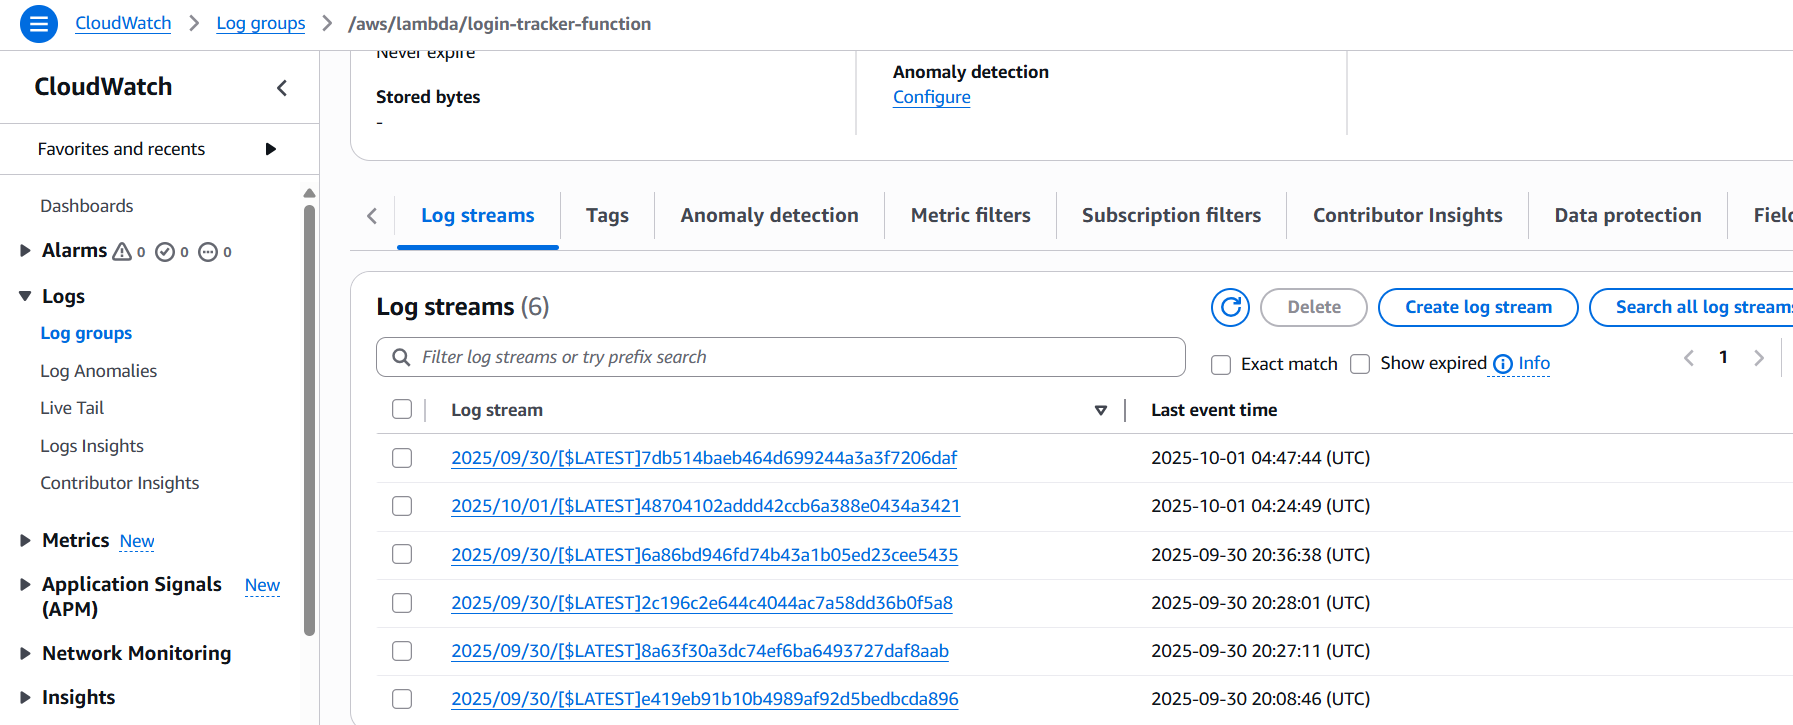 CloudWatch > Log groups > /aws/lambda/login-tracker-function
CloudWatch
Favorites and recents
Dashboards
Alarms 0 0 0
Logs
Log groups
Log Anomalies
Live Tail
Logs Insights
Contributor Insights
Metrics New
Application Signals (APM) New
Network Monitoring
Insights
Never expire
Stored bytes
-
Anomaly detection
Configure
Log streams Tags Anomaly detection Metric filters Subscription filters Contributor Insights Data protection Fiel
Log streams (6)
Delete Create log stream Search all log streams
Filter log streams or try prefix search
Exact match Show expired Info
1
Log stream Last event time
2025/09/30/[$LATEST]7db514baeb464d699244a3a3f7206daf 2025-10-01 04:47:44 (UTC)
2025/10/01/[$LATEST]48704102addd42ccb6a388e0434a3421 2025-10-01 04:24:49 (UTC)
2025/09/30/[$LATEST]6a86bd946fd74b43a1b05ed23cee5435 2025-09-30 20:36:38 (UTC)
2025/09/30/[$LATEST]2c196c2e644c4044ac7a58dd36b0f5a8 2025-09-30 20:28:01 (UTC)
2025/09/30/[$LATEST]8a63f30a3dc74ef6ba6493727daf8aab 2025-09-30 20:27:11 (UTC)
2025/09/30/[$LATEST]e419eb91b10b4989af92d5bedbcda896 2025-09-30 20:08:46 (UTC)